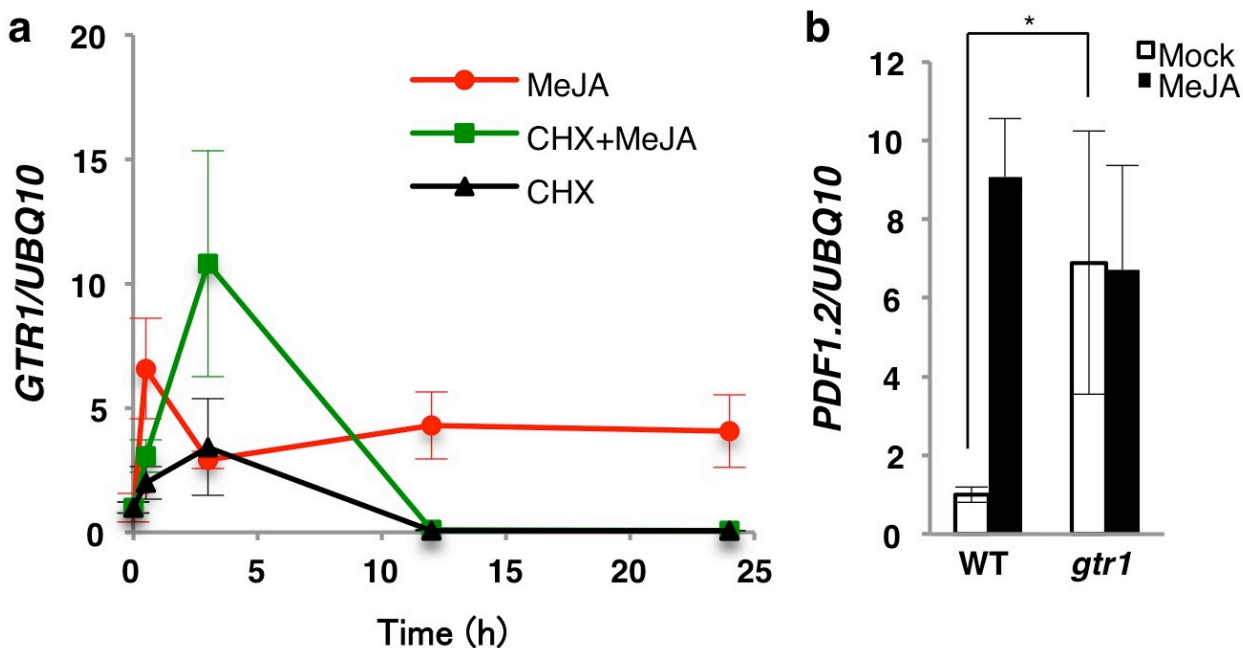 a
20
15
10
5
0
GTR1/UBQ10
MeJA
CHX+MeJA
CHX
0 5 10 15 20 25
Time (h)
b
*
Mock
MeJA
12
10
8
6
4
2
0
PDF1.2/UBQ10
WT gtr1